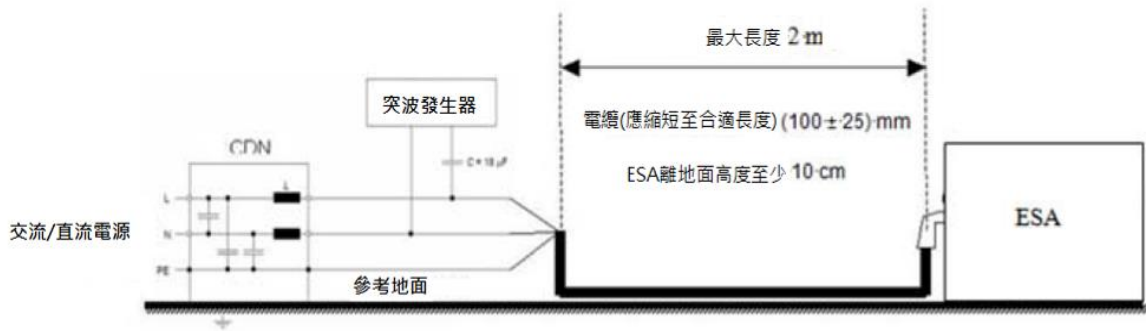 最大長度 2·m
突波發生器
電纜(應縮短至合適長度) (100±·25)·mm
CDN
C = 18 µF
ESA離地面高度至少 10·cm
L
L
ESA
交流/直流電源
N
PE
參考地面